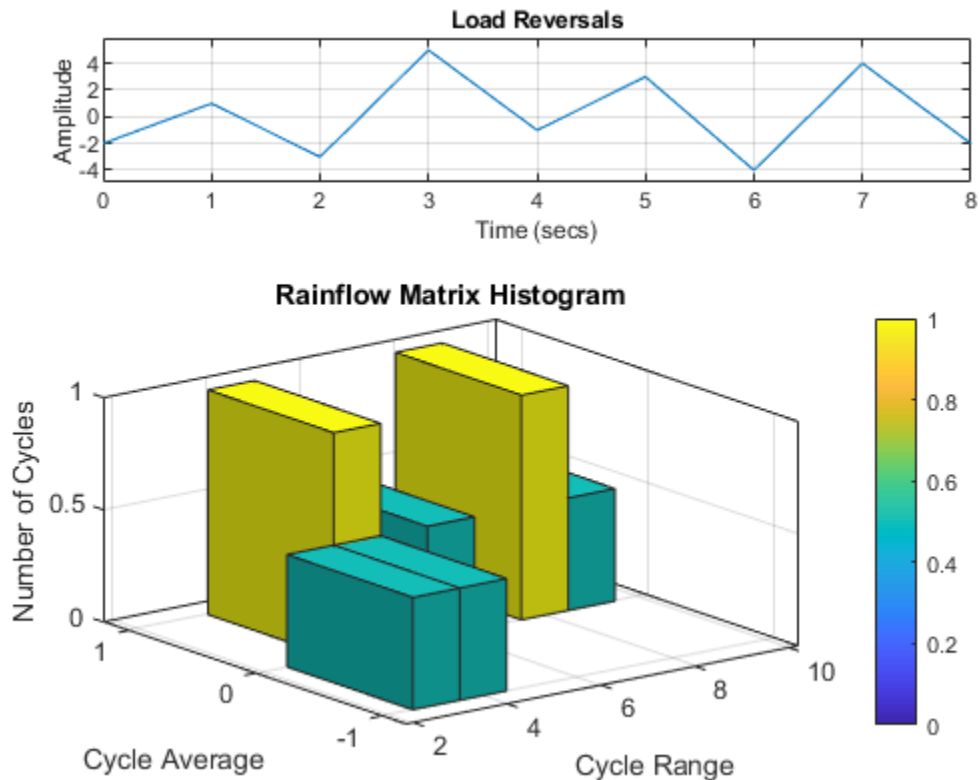 Load Reversals
Amplitude
4
2
0
-2
-4
0 1 2 3 4 5 6 7 8
Time (secs)
Rainflow Matrix Histogram
Number of Cycles
1
0.5
0
1
0
-1
Cycle Average
2
4
6
8
10
Cycle Range
1
0.8
0.6
0.4
0.2
0